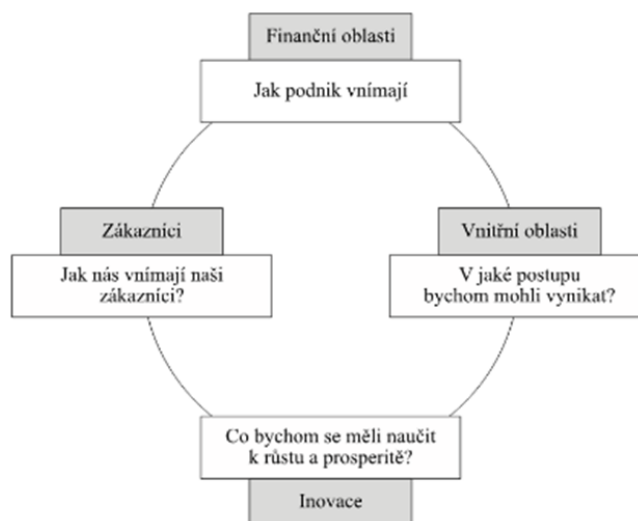 Finanční oblasti
Jak podnik vnímají
Zákazníci
Jak nás vnímají naši
zákazníci?
Vnitřní oblasti
V jaké postupu
bychom mohli vynikat?
Co bychom se měli naučit
k růstu a prosperitě?
Inovace